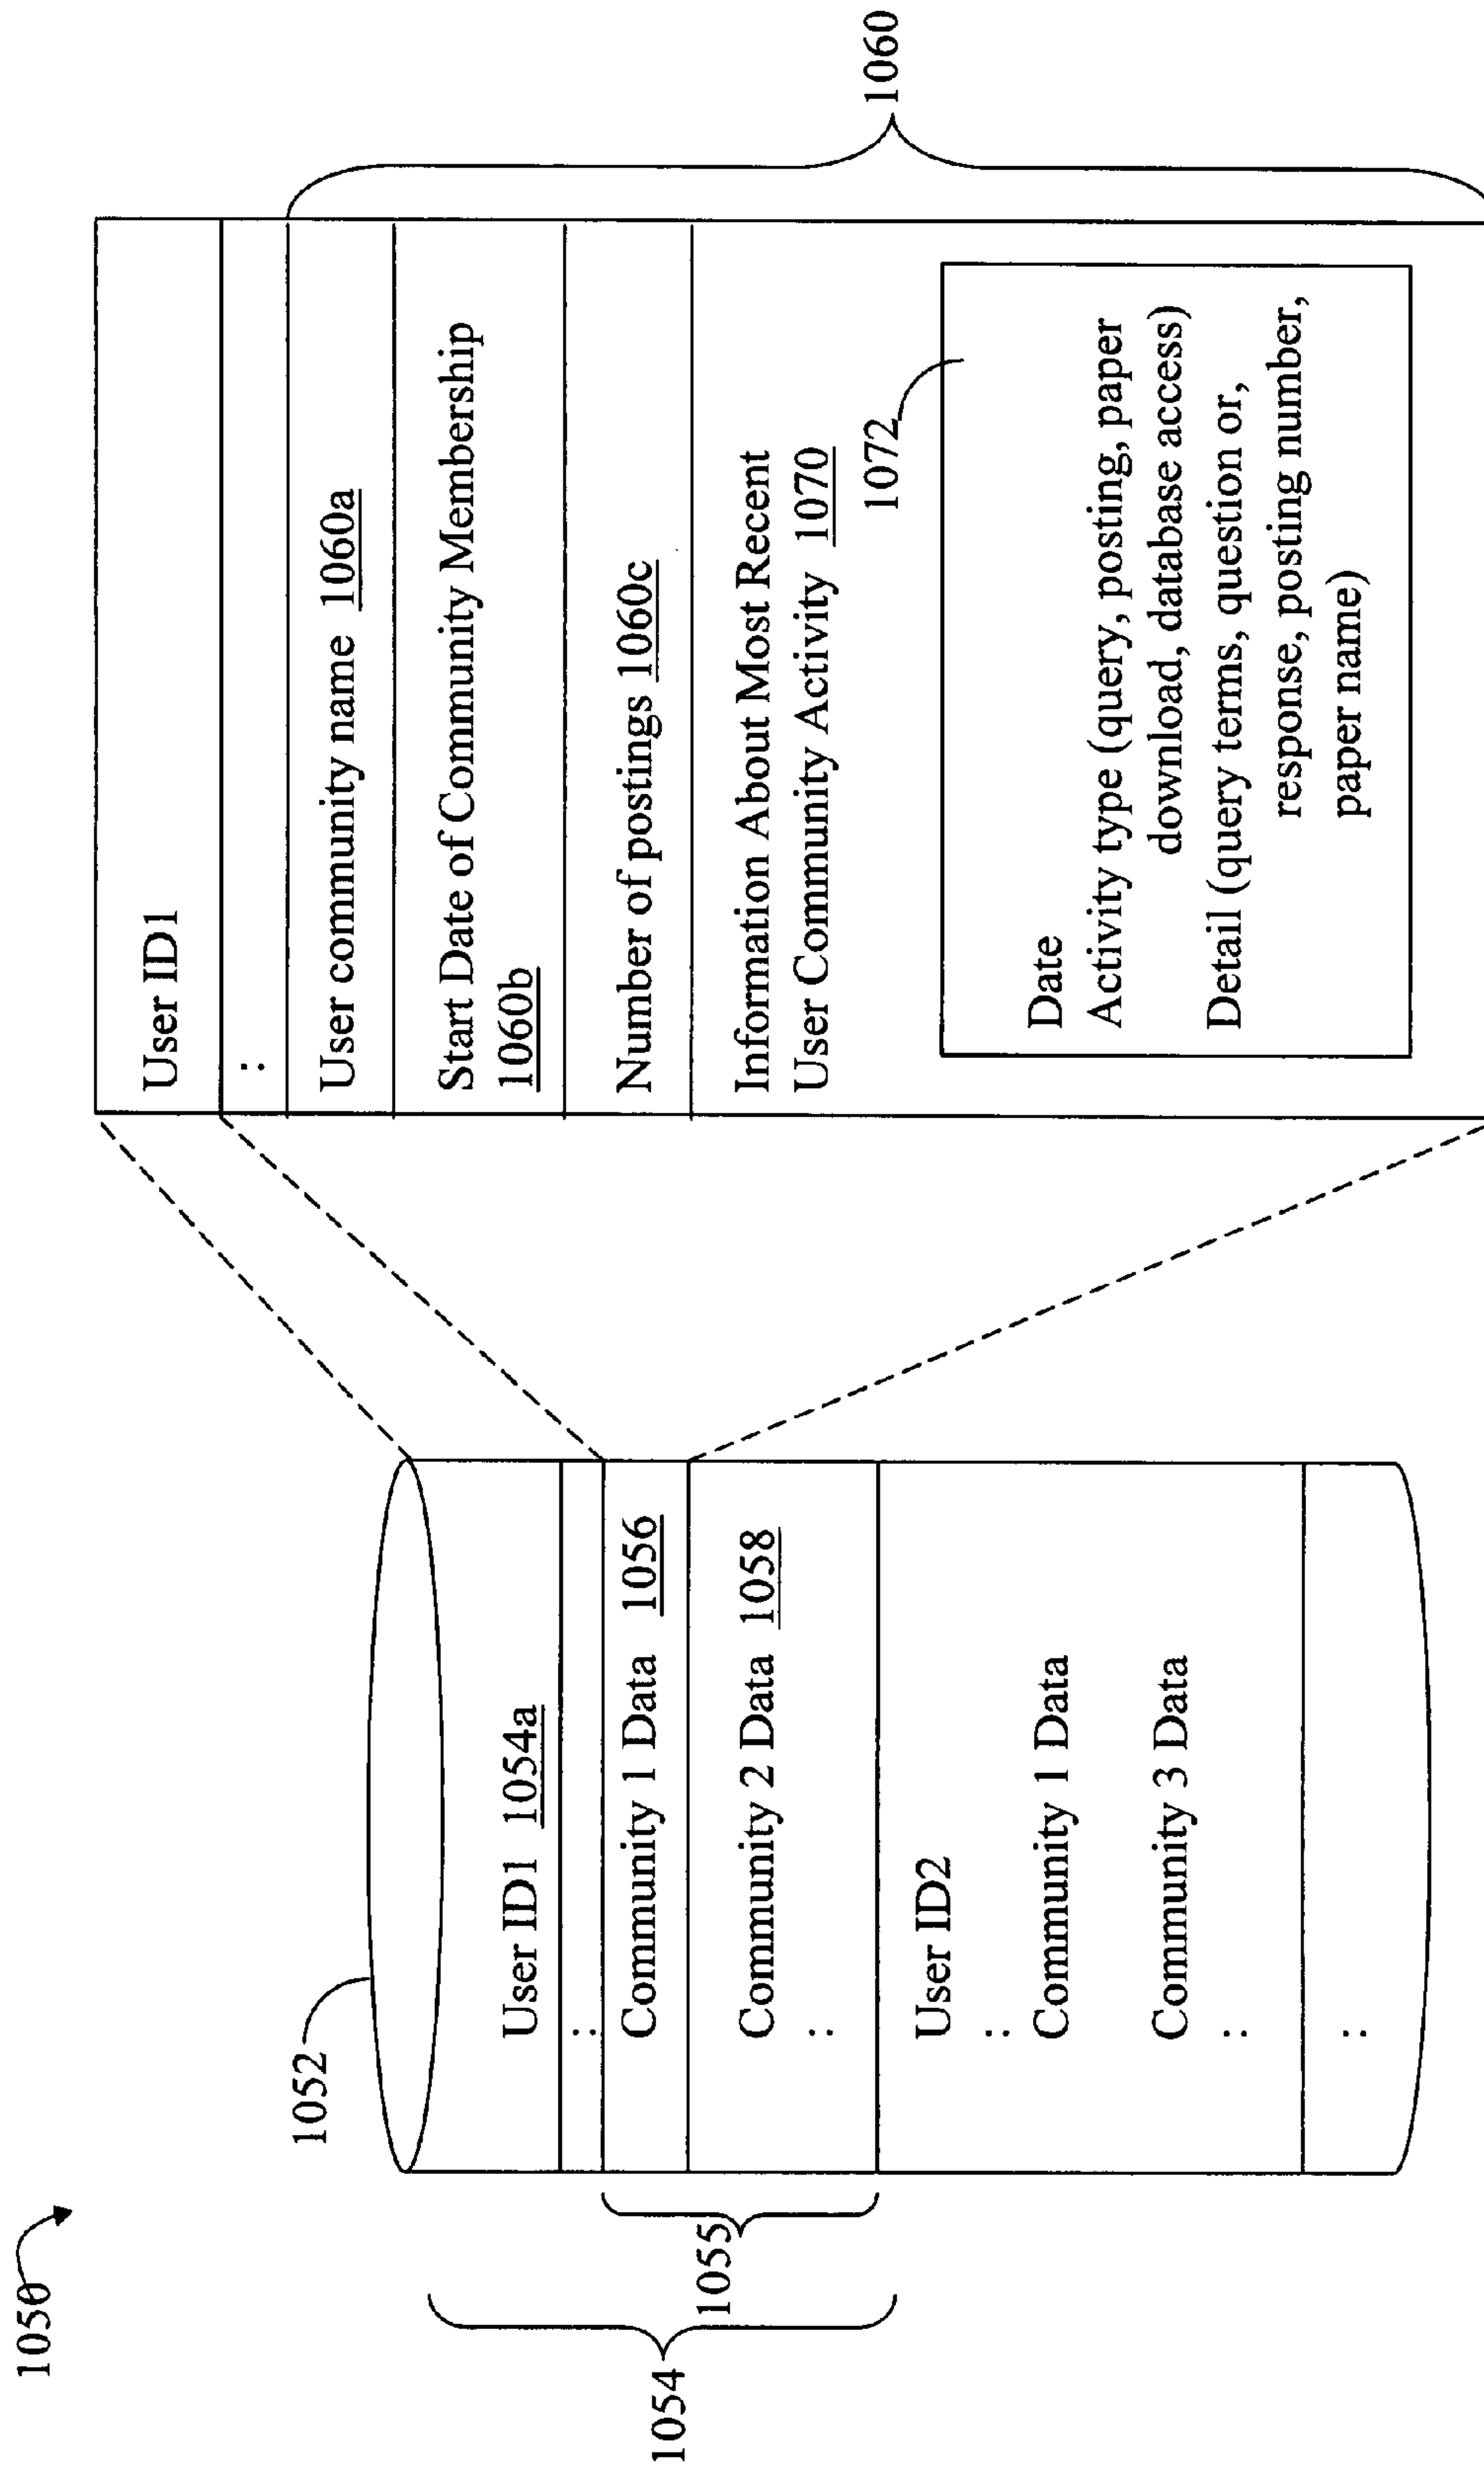 1050
1052
User ID1 1054a
:
Community 1 Data 1056
Community 2 Data 1058
:
User ID2
:
Community 1 Data
Community 3 Data
:
:
1054
1055
User ID1
:
User community name 1060a
Start Date of Community Membership
1060b
Number of postings 1060c
Information About Most Recent
User Community Activity 1070
1072
Date
Activity type (query, posting, paper
download, database access)
Detail (query terms, question or,
response, posting number,
paper name)
1060